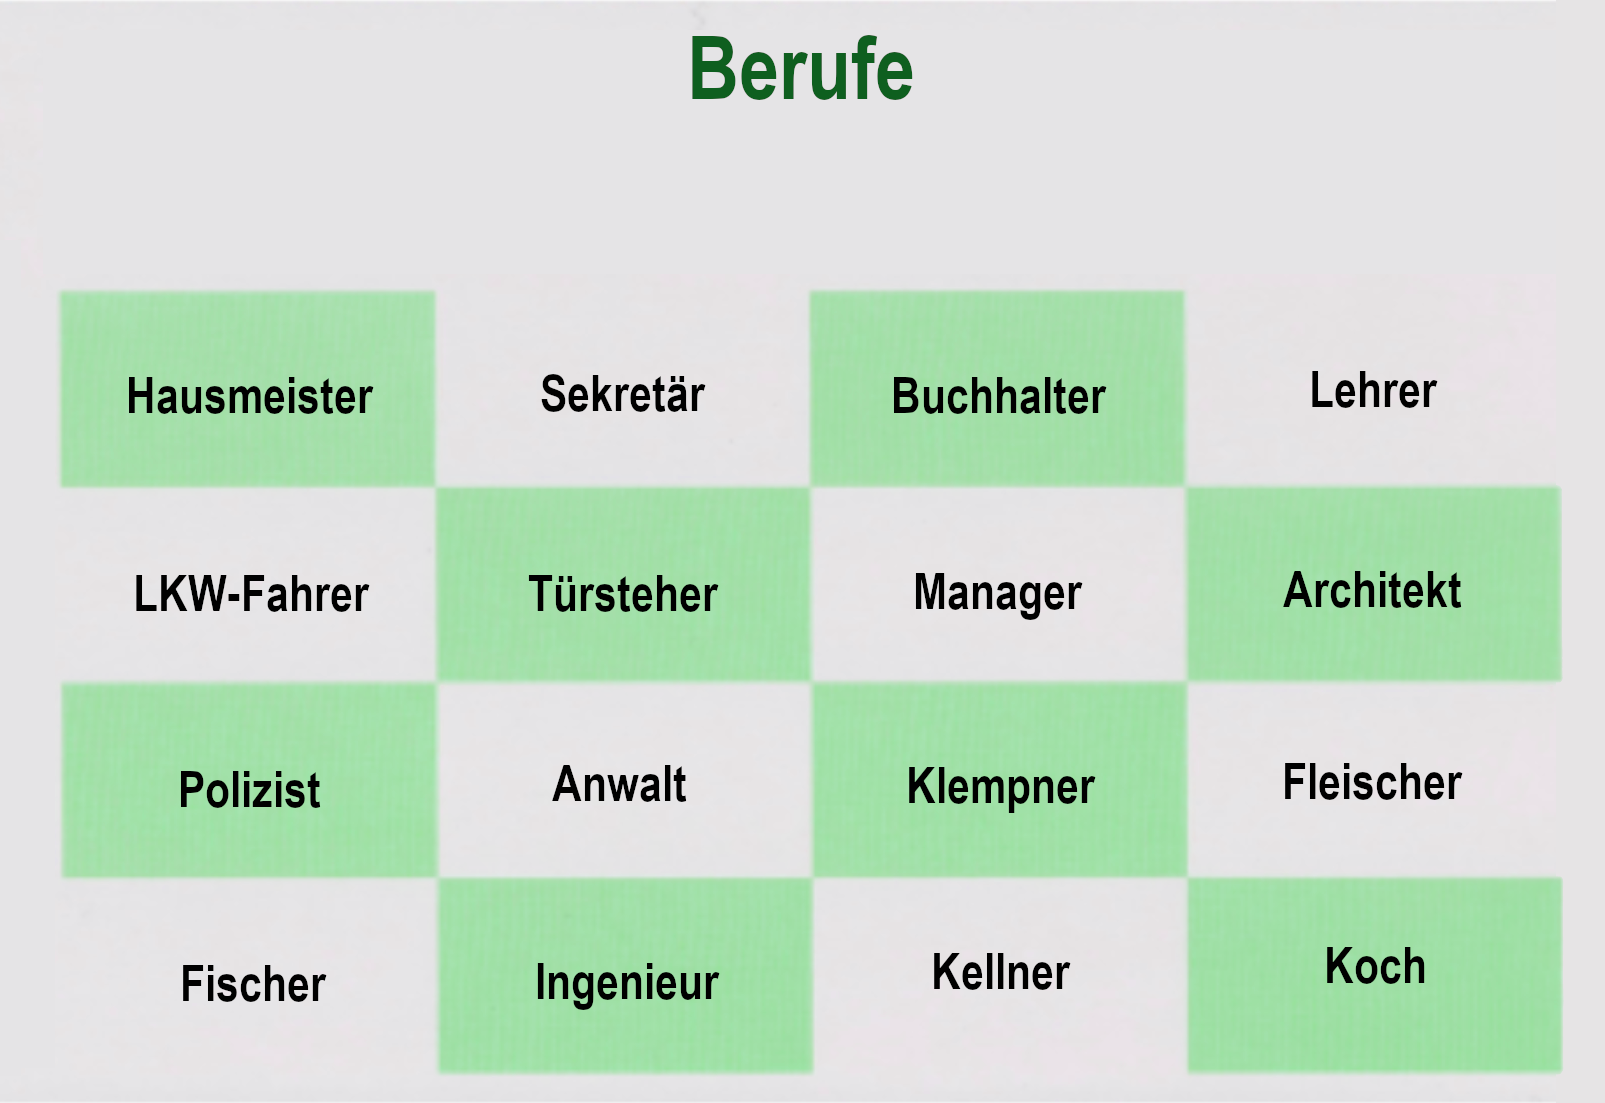 Berufe
Hausmeister Sekretär Buchhalter Lehrer
LKW-Fahrer Türsteher Manager Architekt
Polizist Anwalt Klempner Fleischer
Fischer Ingenieur Kellner Koch